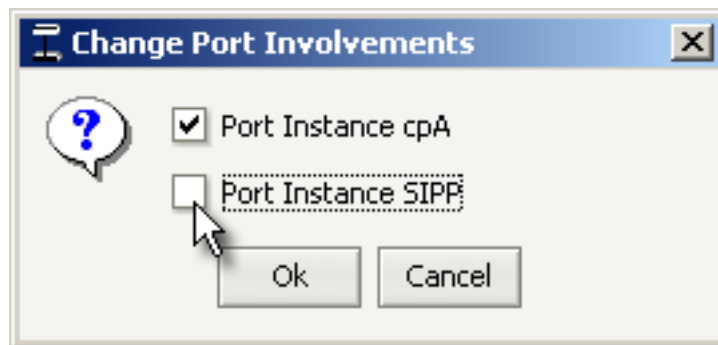 Change Port Involvements
Port Instance cpA
Port Instance SIPP
Ok Cancel